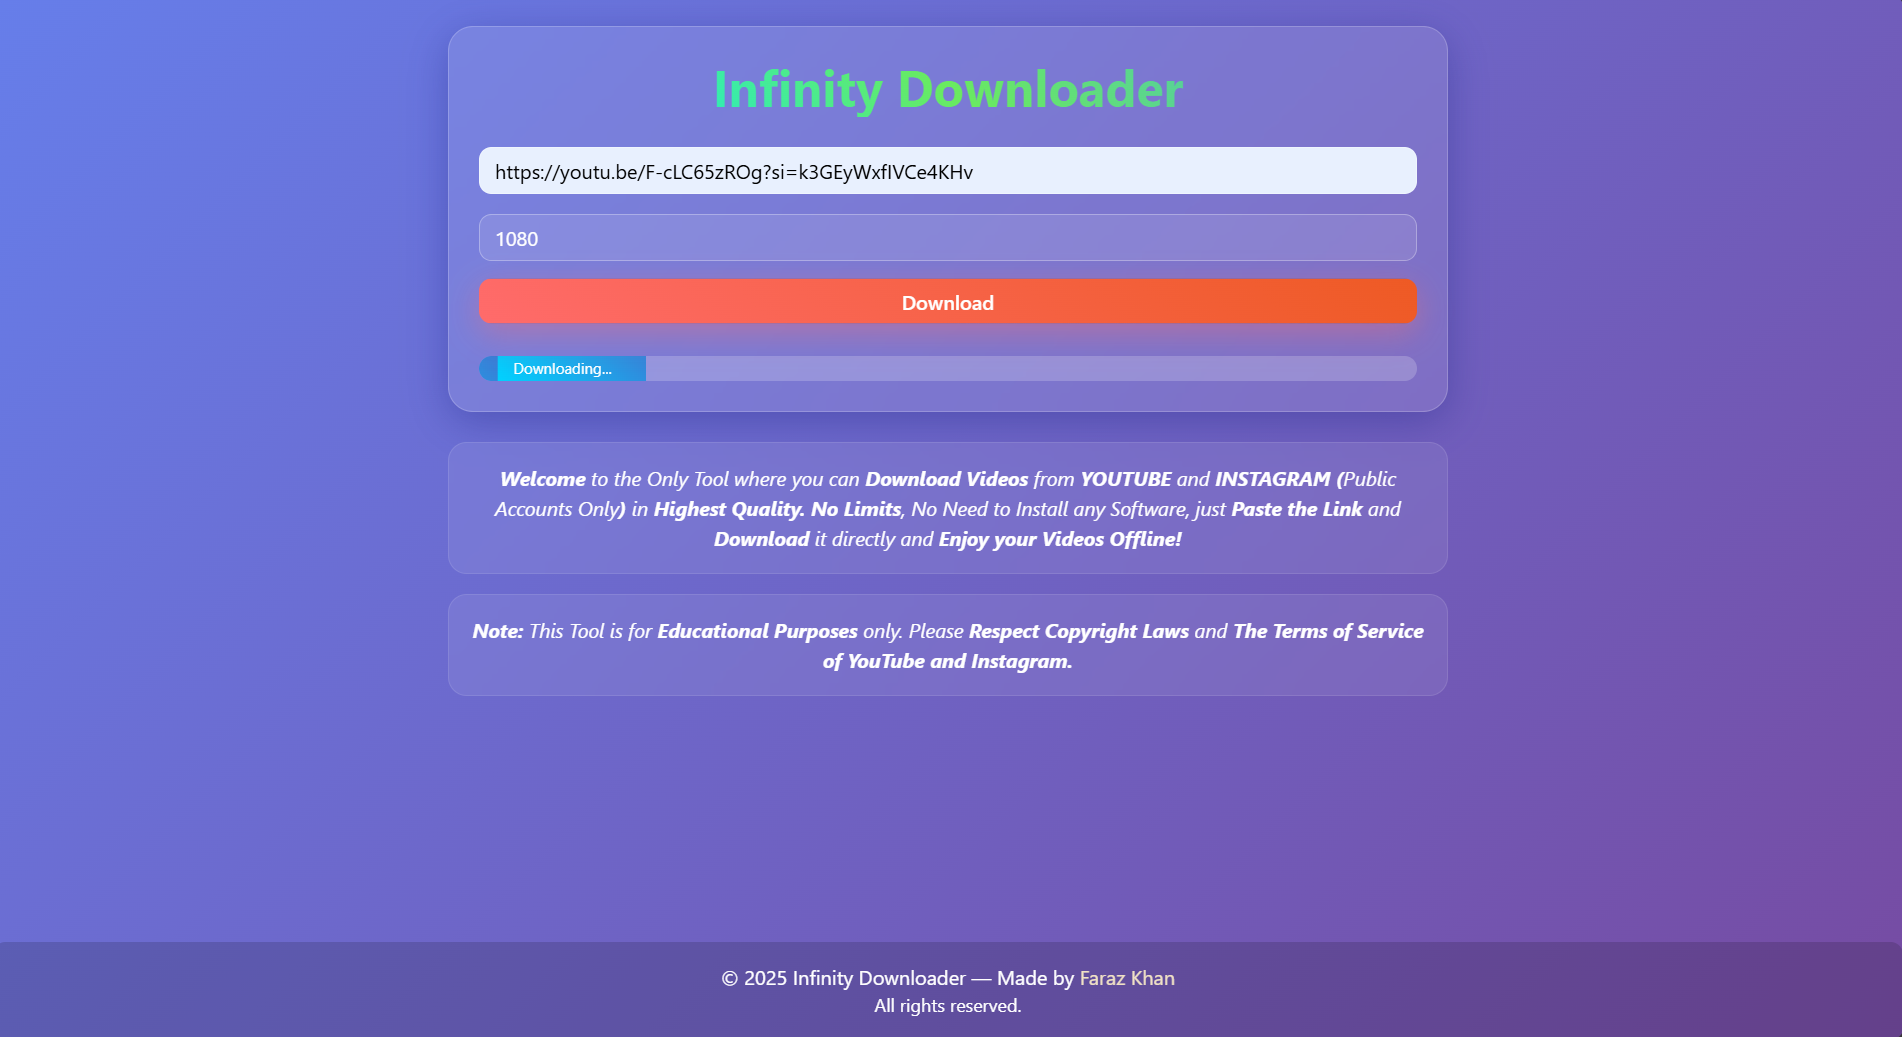 Infinity Downloader
https://youtu.be/F-cLC65zROg?si=k3GEyWxfIVCe4KHv
1080
Download
Downloading...
Welcome to the Only Tool where you can Download Videos from YOUTUBE and INSTAGRAM (Public
Accounts Only) in Highest Quality. No Limits, No Need to Install any Software, just Paste the Link and
Download it directly and Enjoy your Videos Offline!
Note: This Tool is for Educational Purposes only. Please Respect Copyright Laws and The Terms of Service
of YouTube and Instagram.
© 2025 Infinity Downloader — Made by Faraz Khan
All rights reserved.